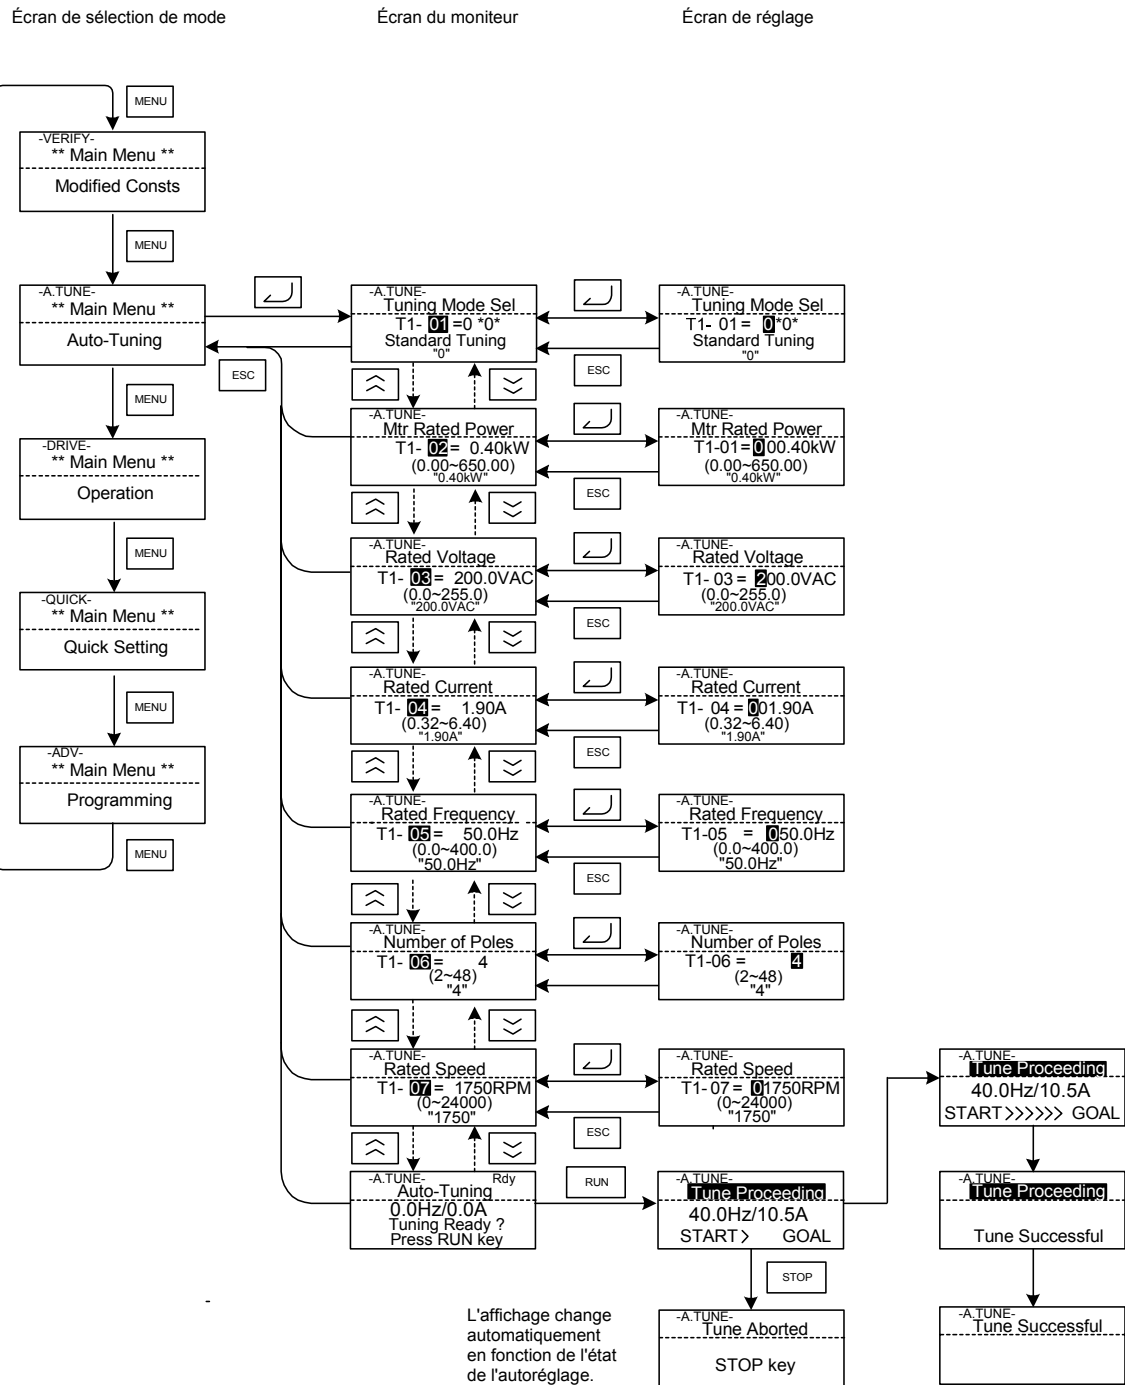 Écran de sélection de mode
Écran du moniteur
Écran de réglage
MENU
-VERIFY-
** Main Menu **
Modified Consts
MENU
-A.TUNE-
** Main Menu **
Auto-Tuning
MENU
-DRIVE-
** Main Menu **
Operation
MENU
-QUICK-
** Main Menu **
Quick Setting
MENU
-ADV-
** Main Menu **
Programming
MENU
ESC
-A.TUNE-
Tuning Mode Sel
T1- 01 =0 *0*
Standard Tuning
"0"
ESC
-A.TUNE-
Tuning Mode Sel
T1- 01 = 0*0*
Standard Tuning
"0"
-A.TUNE-
Mtr Rated Power
T1- 02 = 0.40kW
(0.00~650.00)
"0.40kW"
ESC
-A.TUNE-
Mtr Rated Power
T1-01=000.40kW
(0.00~650.00)
"0.40kW"
-A.TUNE-
Rated Voltage
T1- 03 = 200.0VAC
(0.0~255.0)
"200.0VAC"
ESC
-A.TUNE-
Rated Voltage
T1- 03 = 200.0VAC
(0.0~255.0)
"200.0VAC"
-A.TUNE-
Rated Current
T1- 04 = 1.90A
(0.32~6.40)
"1.90A"
ESC
-A.TUNE-
Rated Current
T1- 04 = 001.90A
(0.32~6.40)
"1.90A"
-A.TUNE-
Rated Frequency
T1- 05 = 50.0Hz
(0.0~400.0)
"50.0Hz"
ESC
-A.TUNE-
Rated Frequency
T1-05 = 050.0Hz
(0.0~400.0)
"50.0Hz"
-A.TUNE-
Number of Poles
T1- 06 = 4
(2~48)
"4"
-A.TUNE-
Number of Poles
T1-06 = 4
(2~48)
"4"
-A.TUNE-
Rated Speed
T1- 07 = 1750RPM
(0~24000)
"1750"
ESC
-A.TUNE-
Rated Speed
T1- 07 = 01750RPM
(0~24000)
"1750"
-A.TUNE- Rdy
Auto-Tuning
0.0Hz/0.0A
Tuning Ready ?
Press RUN key
RUN
-A.TUNE-
Tune Proceeding
40.0Hz/10.5A
START> GOAL
STOP
-A.TUNE-
Tune Aborted
STOP key
-A.TUNE-
Tune Proceeding
40.0Hz/10.5A
START>>>>>> GOAL
-A.TUNE-
Tune Proceeding
Tune Successful
-A.TUNE-
Tune Successful
-
L'affichage change
automatiquement
en fonction de l'état
de l'autoréglage.